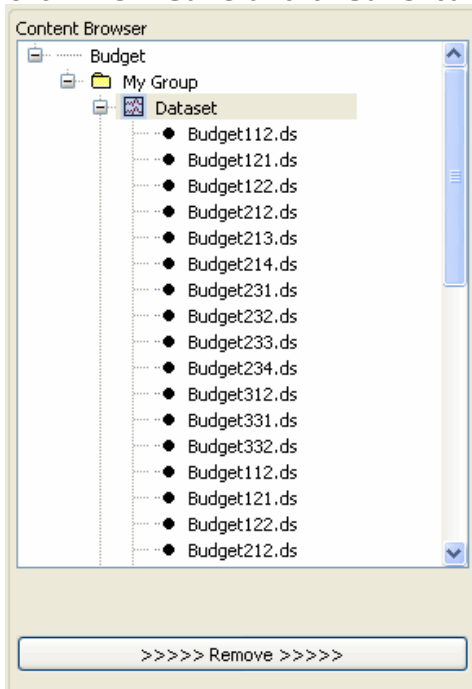 Content Browser
Budget
My Group
Dataset
Budget112.ds
Budget121.ds
Budget122.ds
Budget212.ds
Budget213.ds
Budget214.ds
Budget231.ds
Budget232.ds
Budget233.ds
Budget234.ds
Budget312.ds
Budget331.ds
Budget332.ds
Budget112.ds
Budget121.ds
Budget122.ds
Budget212.ds
>>>>> Remove >>>>>